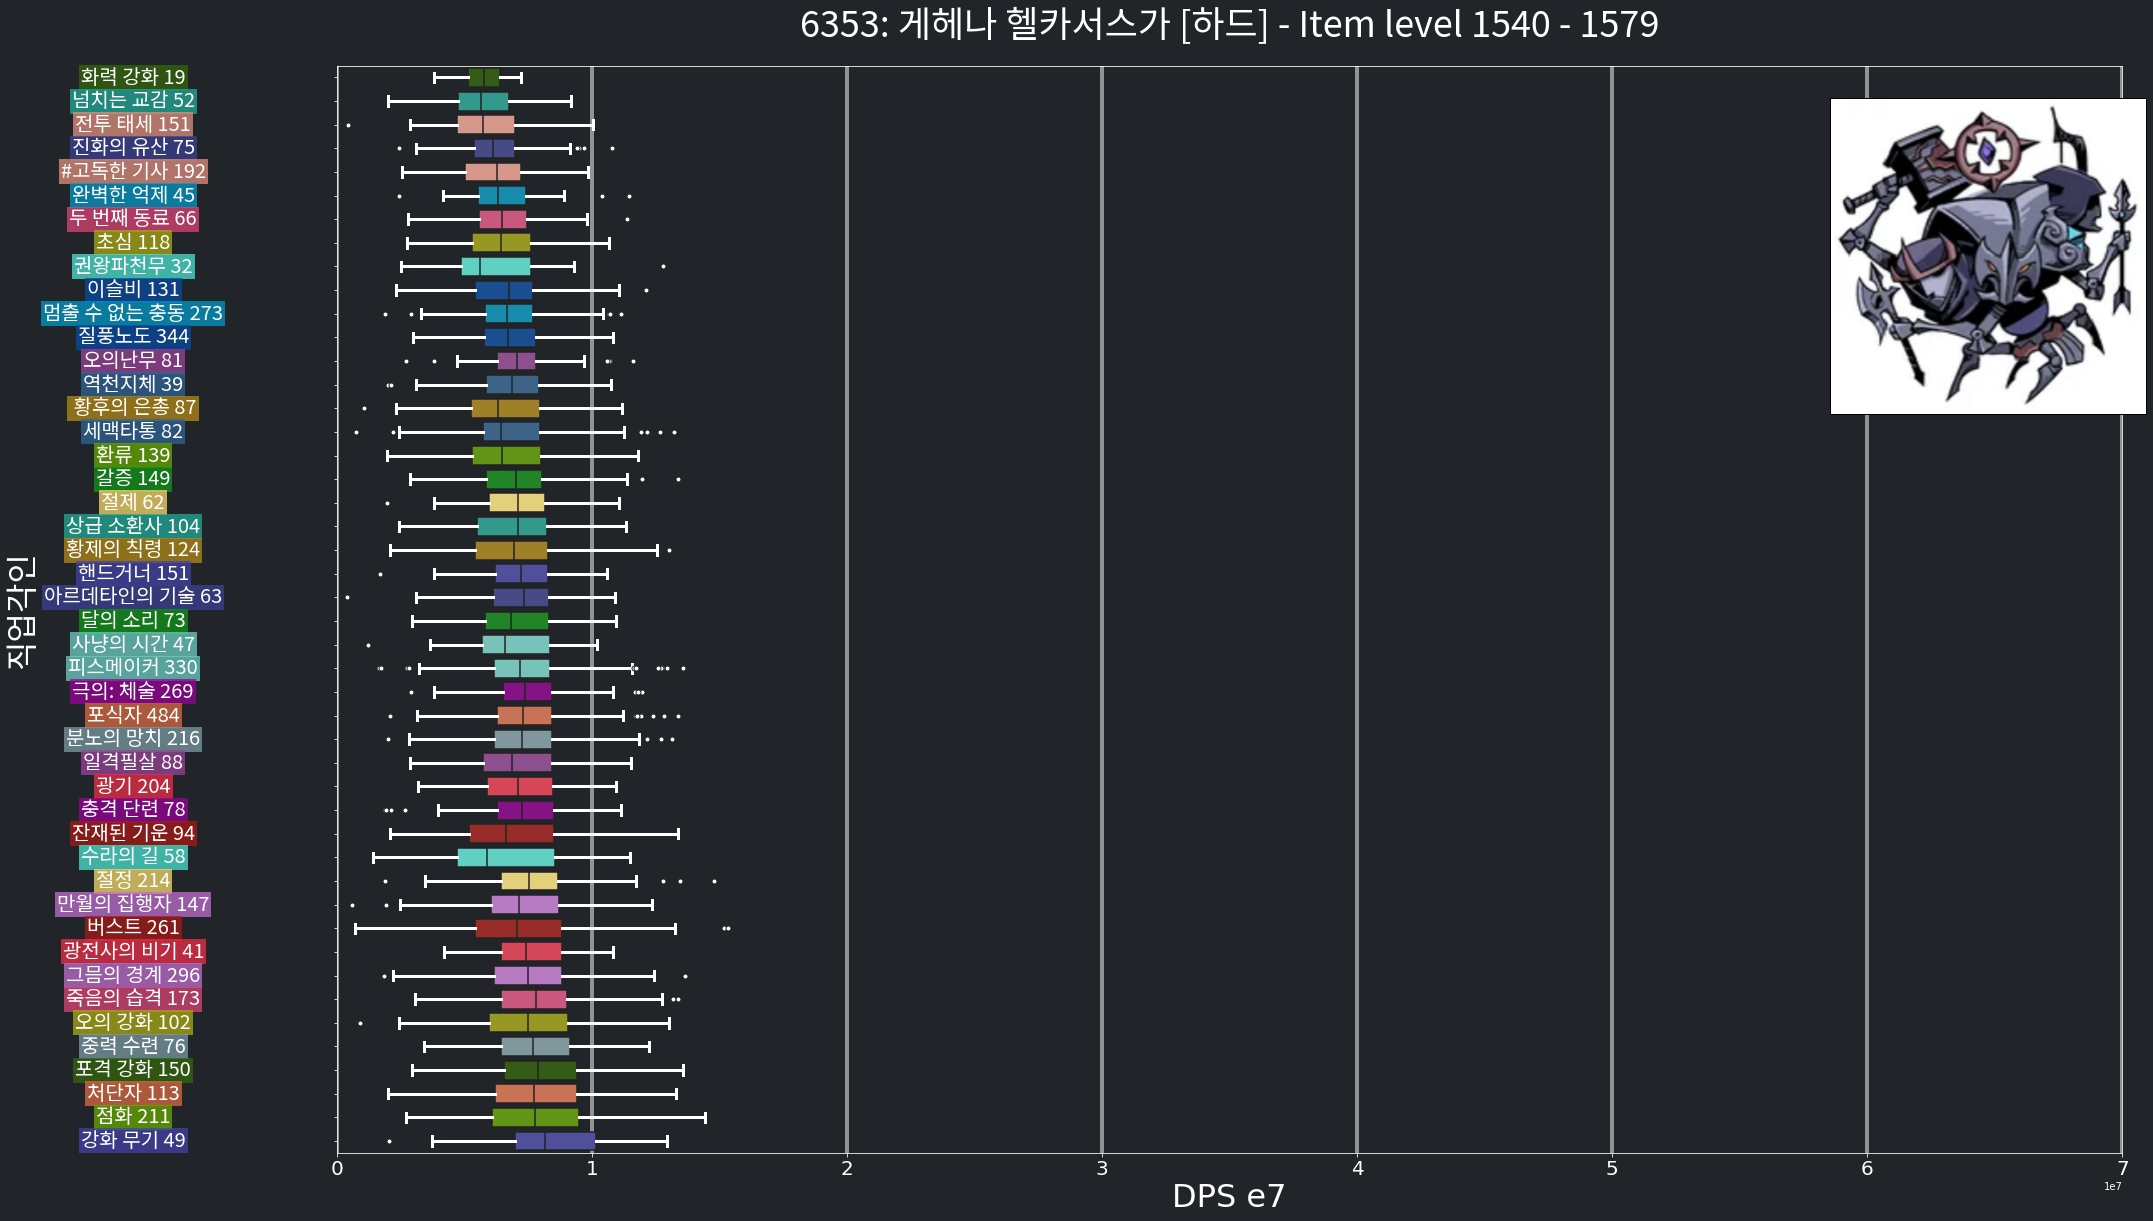 6353: 게헤나 헬카서스가 [하드] - Item level 1540 - 1579
화력 강화 19
넘치는 교감 52
전투 태세 151
진화의 유산 75
#고독한 기사 192
완벽한 억제 45
두 번째 동료 66
초심 118
권왕파천무 32
이슬비 131
멈출 수 없는 충동 273
질풍노도 344
오의난무 81
역천지체 39
황후의 은총 87
세맥타통 82
환류 139
갈증 149
절제 62
상급 소환사 104
황제의 칙령 124
핸드거너 151
아르데타인의 기술 63
달의 소리 73
사냥의 시간 47
피스메이커 330
극의: 체술 269
포식자 484
분노의 망치 216
일격필살 88
광기 204
충격 단련 78
잔재된 기운 94
수라의 길 58
절정 214
만월의 집행자 147
버스트 261
광전사의 비기 41
그믐의 경계 296
죽음의 습격 173
오의 강화 102
중력 수련 76
포격 강화 150
처단자 113
점화 211
강화 무기 49
직업각인
0 1 2 3 4 5 6 7
1e7
DPS e7